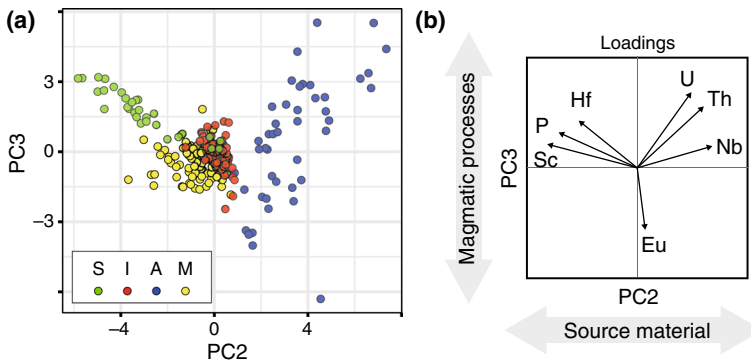 (a)
PC3
3
0
−3
S I A M
−4 0 4
PC2
(b)
Magmatic processes
Loadings
PC3
U
Th
Hf
P
Nb
Sc
Eu
PC2
Source material